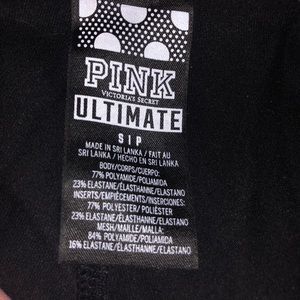 PINK
VICTORIA'S SECRET
ULTIMATE
S | P
MADE IN SRI LANKA / FAIT AU
SRI LANKA / HECHO EN SRI LANKA
BODY/CORPS/CUERPO:
77% POLYAMIDE/POLIAMIDA
23% ELASTANE/ÉLASTHANNE/ELASTANO
INSERTS/EMPIÈCEMENTS/INSERCIONES:
77% POLYESTER/ POLIÉSTER
23% ELASTANE/ÉLASTHANNE/ELASTANO
MESH/MAILLE/MALLA:
84% POLYAMIDE/POLIAMIDA
16% ELASTANE/ÉLASTHANNE/ELASTANO